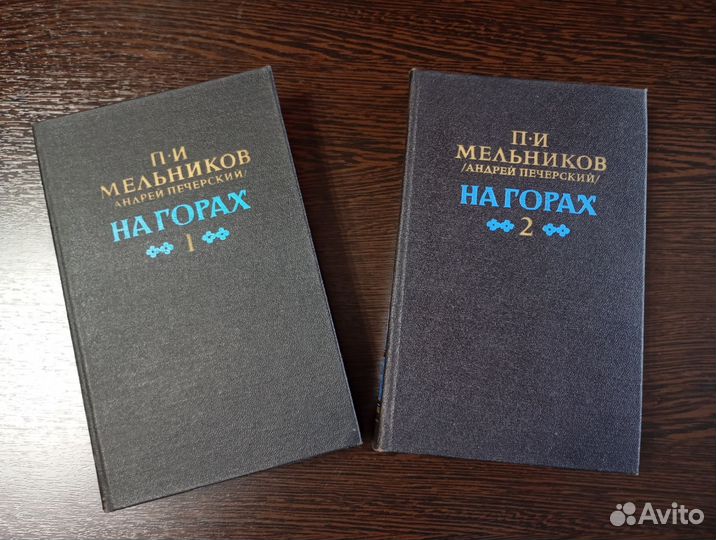 П·И
МЕЛЬНИКОВ
/АНДРЕЙ ПЕЧЕРСКИЙ/
НА ГОРАХ
1
П·И
МЕЛЬНИКОВ
/АНДРЕЙ ПЕЧЕРСКИЙ/
НА ГОРАХ
2
Avito